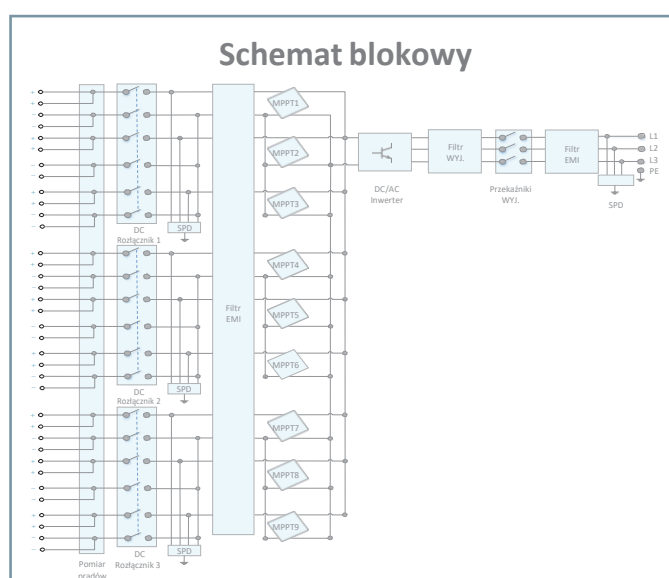 Schemat blokowy
MPPT1
MPPT2
MPPT3
SPD
DC
Rozłącznik 1
MPPT4
MPPT5
MPPT6
SPD
DC
Rozłącznik 2
MPPT7
MPPT8
MPPT9
SPD
DC
Rozłącznik 3
Pomiar
prądów
Filtr
EMI
DC/AC
Inwerter
Filtr
WYJ.
Przekaźniki
WYJ.
Filtr
EMI
L1
L2
L3
PE
SPD